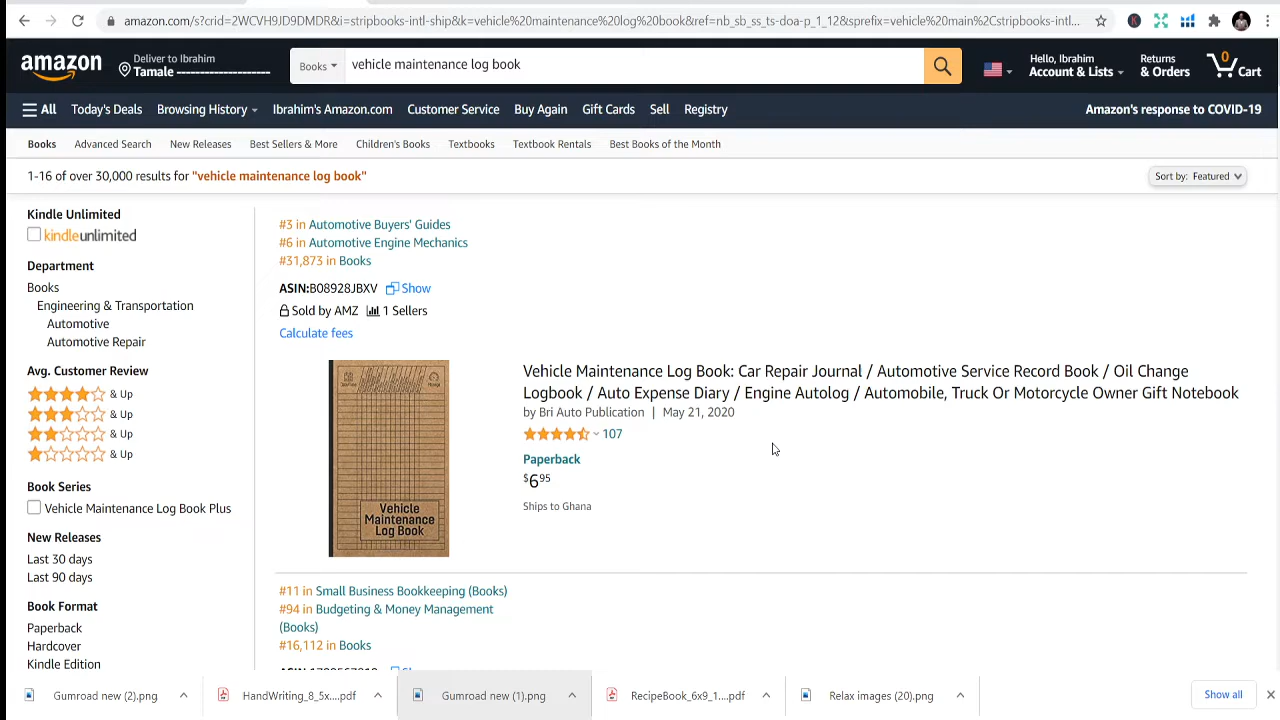 amazon.com/s?crid=2WCVH9JD9DMDR&i=stripbooks-intl-ship&k=vehicle%20maintenance%20log%20book&ref=nb_sb_ss_ts-doa-p_1_12&sprefix=vehicle%20main%2Cstripbooks-intl...
amazon
Deliver to Ibrahim
Tamale
Books
vehicle maintenance log book
Hello, Ibrahim
Account & Lists
Returns
& Orders
0
Cart
All
Today's Deals
Browsing History
Ibrahim's Amazon.com
Customer Service
Buy Again
Gift Cards
Sell
Registry
Amazon's response to COVID-19
Books
Advanced Search
New Releases
Best Sellers & More
Children's Books
Textbooks
Textbook Rentals
Best Books of the Month
1-16 of over 30,000 results for "vehicle maintenance log book"
Sort by: Featured
Kindle Unlimited
kindleunlimited
Department
Books
Engineering & Transportation
Automotive
Automotive Repair
Avg. Customer Review
& Up
& Up
& Up
& Up
Book Series
Vehicle Maintenance Log Book Plus
New Releases
Last 30 days
Last 90 days
Book Format
Paperback
Hardcover
Kindle Edition
#3 in Automotive Buyers' Guides
#6 in Automotive Engine Mechanics
#31,873 in Books
ASIN:B08928JBXV Show
Sold by AMZ 1 Sellers
Calculate fees
Vehicle
Maintenance
Log Book
Vehicle Maintenance Log Book: Car Repair Journal / Automotive Service Record Book / Oil Change
Logbook / Auto Expense Diary / Engine Autolog / Automobile, Truck Or Motorcycle Owner Gift Notebook
by Bri Auto Publication | May 21, 2020
107
Paperback
$6 95
Ships to Ghana
#11 in Small Business Bookkeeping (Books)
#94 in Budgeting & Money Management
(Books)
#16,112 in Books
Gumroad new (2).png
HandWriting_8_5x....pdf
Gumroad new (1).png
RecipeBook_6x9_1....pdf
Relax images (20).png
Show all